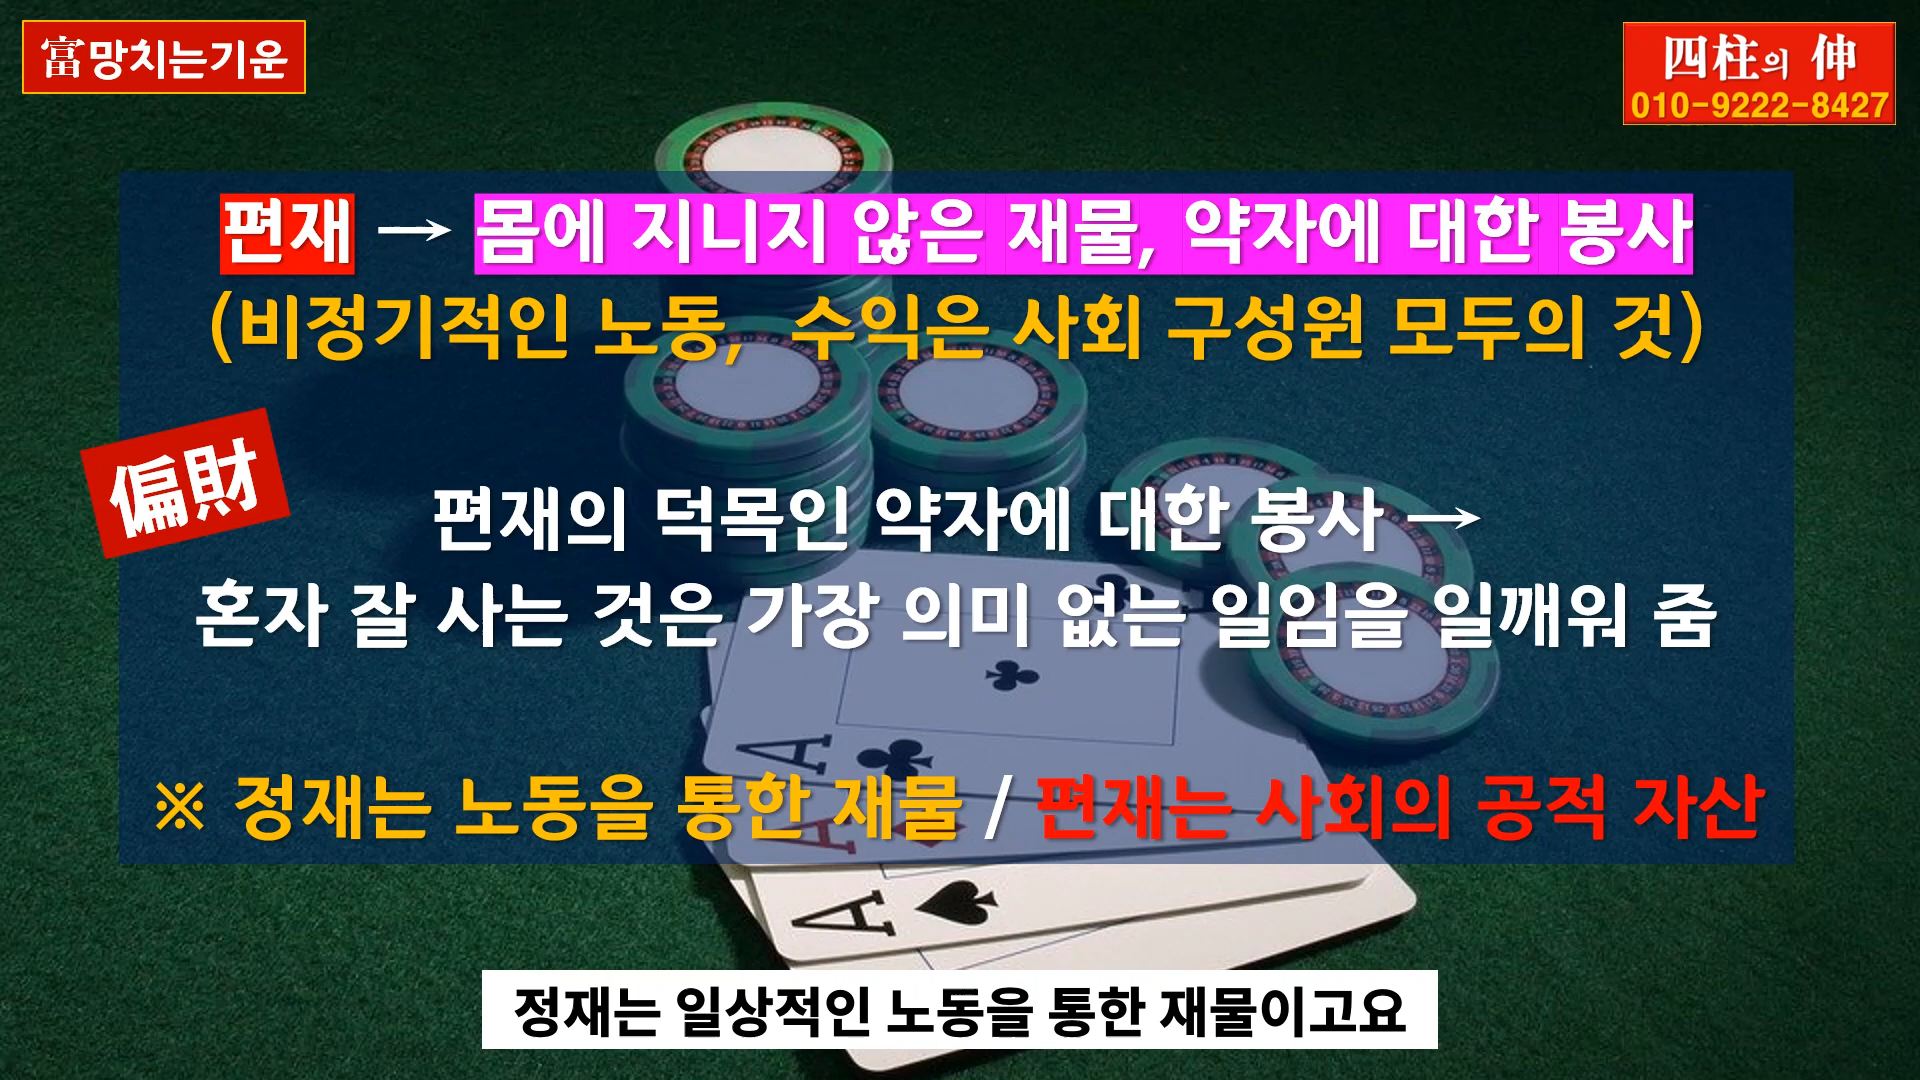 富망치는기운
四柱의 伸
010-9222-8427
편재 → 몸에 지니지 않은 재물, 약자에 대한 봉사
(비정기적인 노동, 수익은 사회 구성원 모두의 것)
偏財
편재의 덕목인 약자에 대한 봉사 →
혼자 잘 사는 것은 가장 의미 없는 일임을 일깨워 줌
※ 정재는 노동을 통한 재물 / 편재는 사회의 공적 자산
A
A
A
정재는 일상적인 노동을 통한 재물이고요